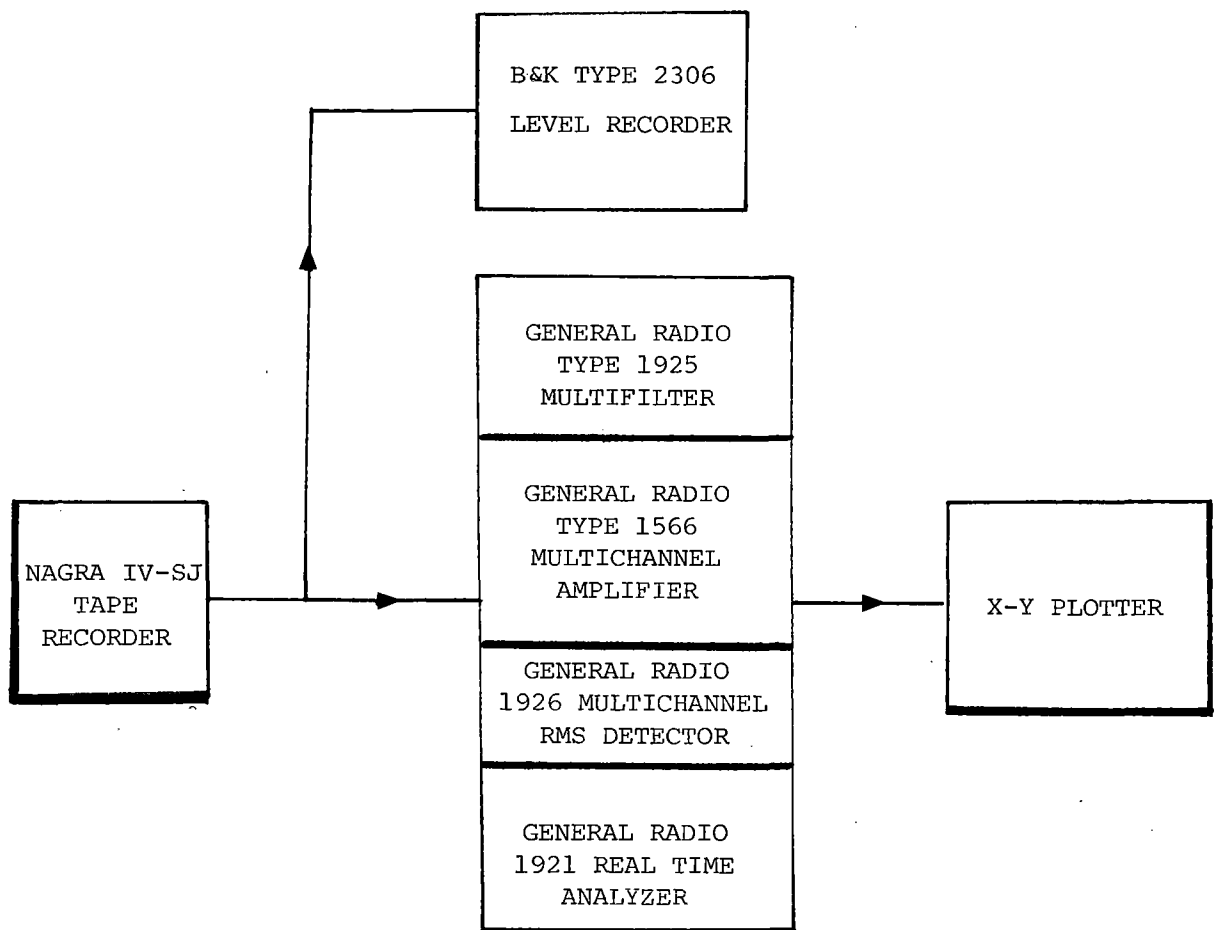 B&K TYPE 2306
LEVEL RECORDER
GENERAL RADIO
TYPE 1925
MULTIFILTER
GENERAL RADIO
TYPE 1566
MULTICHANNEL
AMPLIFIER
NAGRA IV-SJ
TAPE
RECORDER
X-Y PLOTTER
GENERAL RADIO
1926 MULTICHANNEL
RMS DETECTOR
GENERAL RADIO
1921 REAL TIME
ANALYZER